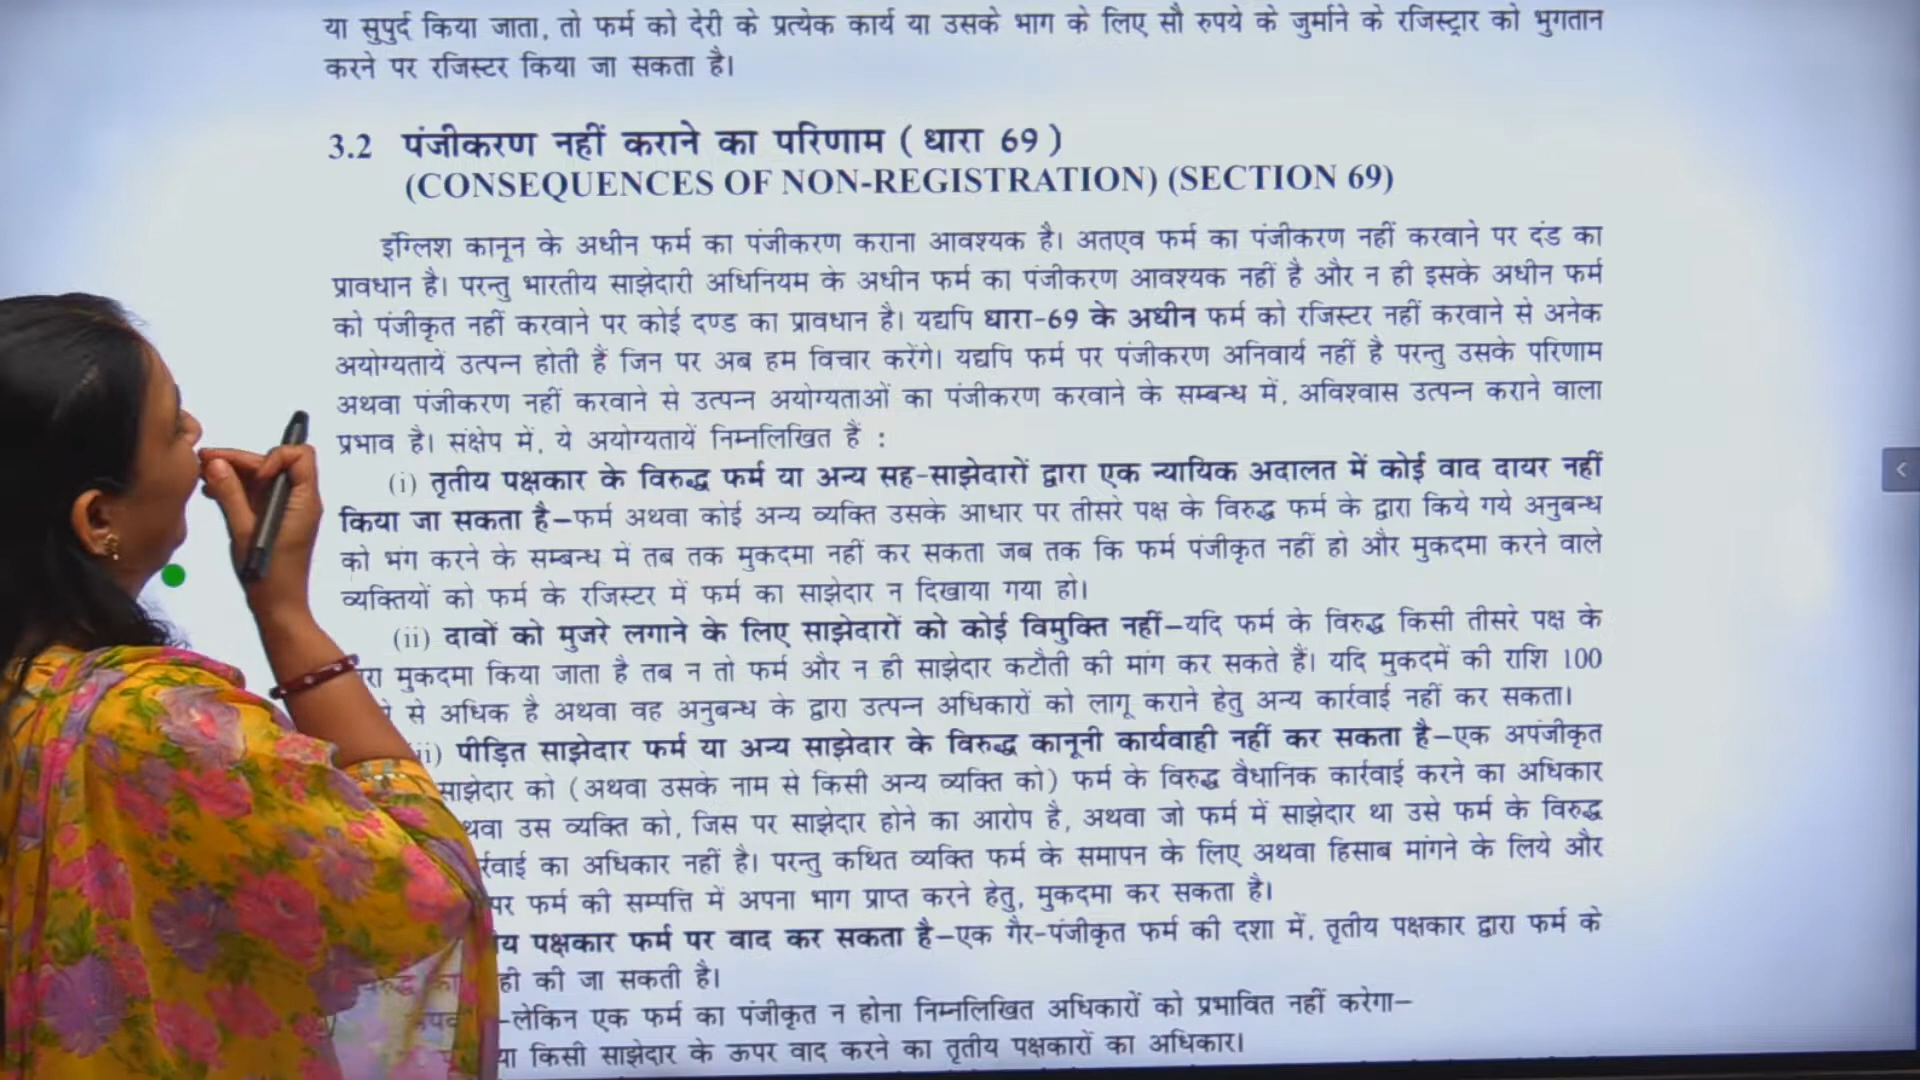 या सुपुर्द किया जाता, तो फर्म को देरी के प्रत्येक कार्य या उसके भाग के लिए सौ रुपये के जुर्माने के रजिस्ट्रार को भुगतान
करने पर रजिस्टर किया जा सकता है।
3.2 पंजीकरण नहीं कराने का परिणाम ( धारा 69 )
(CONSEQUENCES OF NON-REGISTRATION) (SECTION 69)
इंग्लिश कानून के अधीन फर्म का पंजीकरण कराना आवश्यक है। अतएव फर्म का पंजीकरण नहीं करवाने पर दंड का
प्रावधान है। परन्तु भारतीय साझेदारी अधिनियम के अधीन फर्म का पंजीकरण आवश्यक नहीं है और न ही इसके अधीन फर्म
को पंजीकृत नहीं करवाने पर कोई दण्ड का प्रावधान है। यद्यपि धारा-69 के अधीन फर्म को रजिस्टर नहीं करवाने से अनेक
अयोग्यतायें उत्पन्न होती हैं जिन पर अब हम विचार करेंगे। यद्यपि फर्म पर पंजीकरण अनिवार्य नहीं है परन्तु उसके परिणाम
अथवा पंजीकरण नहीं करवाने से उत्पन्न अयोग्यताओं का पंजीकरण करवाने के सम्बन्ध में, अविश्वास उत्पन्न कराने वाला
प्रभाव है। संक्षेप में, ये अयोग्यतायें निम्नलिखित हैं :
(i) तृतीय पक्षकार के विरुद्ध फर्म या अन्य सह-साझेदारों द्वारा एक न्यायिक अदालत में कोई वाद दायर नहीं
किया जा सकता है–फर्म अथवा कोई अन्य व्यक्ति उसके आधार पर तीसरे पक्ष के विरुद्ध फर्म के द्वारा किये गये अनुबन्ध
को भंग करने के सम्बन्ध में तब तक मुकदमा नहीं कर सकता जब तक कि फर्म पंजीकृत नहीं हो और मुकदमा करने वाले
व्यक्तियों को फर्म के रजिस्टर में फर्म का साझेदार न दिखाया गया हो।
(ii) दावों को मुजरे लगाने के लिए साझेदारों को कोई विमुक्ति नहीं–यदि फर्म के विरुद्ध किसी तीसरे पक्ष के
मुकदमा किया जाता है तब न तो फर्म और न ही साझेदार कटौती की मांग कर सकते हैं। यदि मुकदमें की राशि 100
से अधिक है अथवा वह अनुबन्ध के द्वारा उत्पन्न अधिकारों को लागू कराने हेतु अन्य कार्रवाई नहीं कर सकता।
पीड़ित साझेदार फर्म या अन्य साझेदार के विरुद्ध कानूनी कार्यवाही नहीं कर सकता है–एक अपंजीकृत
साझेदार को (अथवा उसके नाम से किसी अन्य व्यक्ति को) फर्म के विरुद्ध वैधानिक कार्रवाई करने का अधिकार
उस व्यक्ति को, जिस पर साझेदार होने का आरोप है, अथवा जो फर्म में साझेदार था उसे फर्म के विरुद्ध
का अधिकार नहीं है। परन्तु कथित व्यक्ति फर्म के समापन के लिए अथवा हिसाब मांगने के लिये और
पर फर्म की सम्पत्ति में अपना भाग प्राप्त करने हेतु, मुकदमा कर सकता है।
पक्षकार फर्म पर वाद कर सकता है–एक गैर-पंजीकृत फर्म की दशा में, तृतीय पक्षकार द्वारा फर्म के
की जा सकती है।
–लेकिन एक फर्म का पंजीकृत न होना निम्नलिखित अधिकारों को प्रभावित नहीं करेगा–
किसी साझेदार के ऊपर वाद करने का तृतीय पक्षकारों का अधिकार।